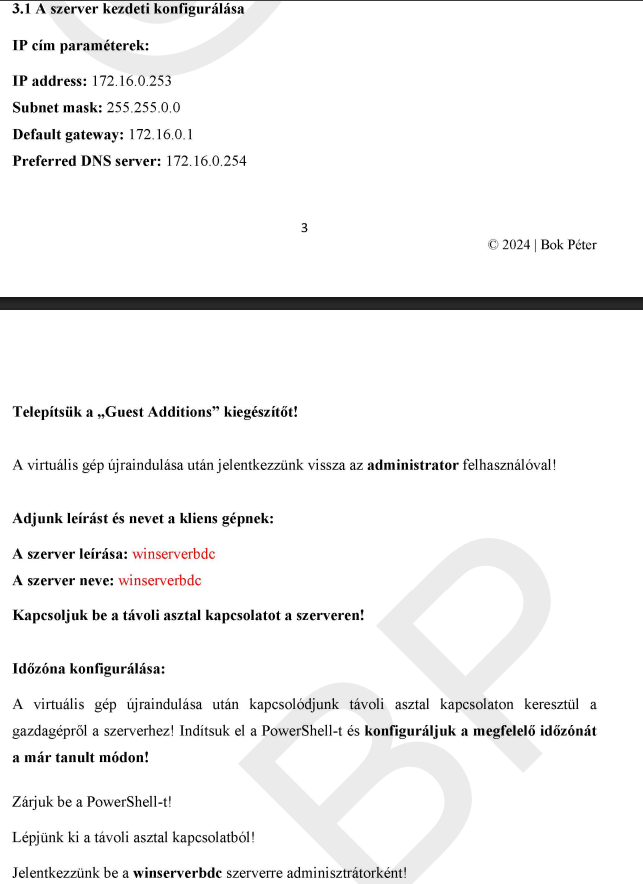 3.1 A szerver kezdeti konfigurálása
IP cím paraméterek:
IP address: 172.16.0.253
Subnet mask: 255.255.0.0
Default gateway: 172.16.0.1
Preferred DNS server: 172.16.0.254
3
© 2024 | Bok Péter
Telepítsük a „Guest Additions” kiegészítőt!
A virtuális gép újraindulása után jelentkezzünk vissza az administrator felhasználóval!
Adjunk leírást és nevet a kliens gépnek:
A szerver leírása: winserverbdc
A szerver neve: winserverbdc
Kapcsoljuk be a távoli asztal kapcsolatot a szerveren!
Időzóna konfigurálása:
A virtuális gép újraindulása után kapcsolódjunk távoli asztal kapcsolaton keresztül a
gazdagépről a szerverhez! Indítsuk el a PowerShell-t és konfiguráljuk a megfelelő időzónát
a már tanult módon!
Zárjuk be a PowerShell-t!
Lépjünk ki a távoli asztal kapcsolatból!
Jelentkezzünk be a winserverbdc szerverre adminisztrátorként!
BP